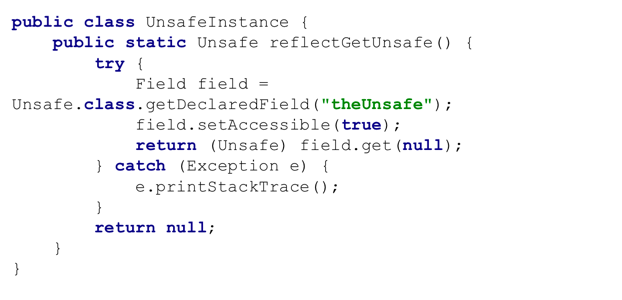 public class UnsafeInstance {
    public static Unsafe reflectGetUnsafe() {
        try {
            Field field =
Unsafe.class.getDeclaredField("theUnsafe");
            field.setAccessible(true);
            return (Unsafe) field.get(null);
        } catch (Exception e) {
            e.printStackTrace();
        }
        return null;
    }
}